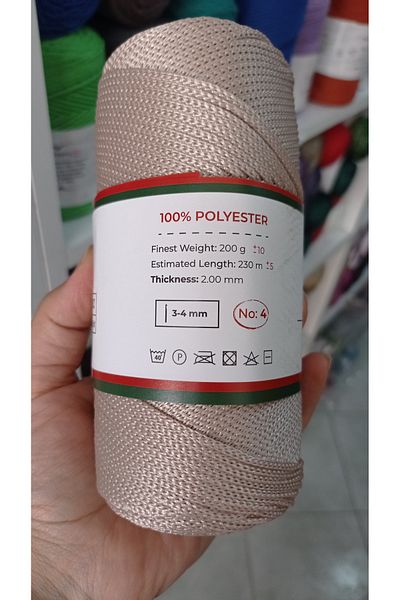 100% POLYESTER
Finest Weight: 200 g ±10
Estimated Length: 230 m ±5
Thickness: 2.00 mm
3-4 mm
No: 4
40
P